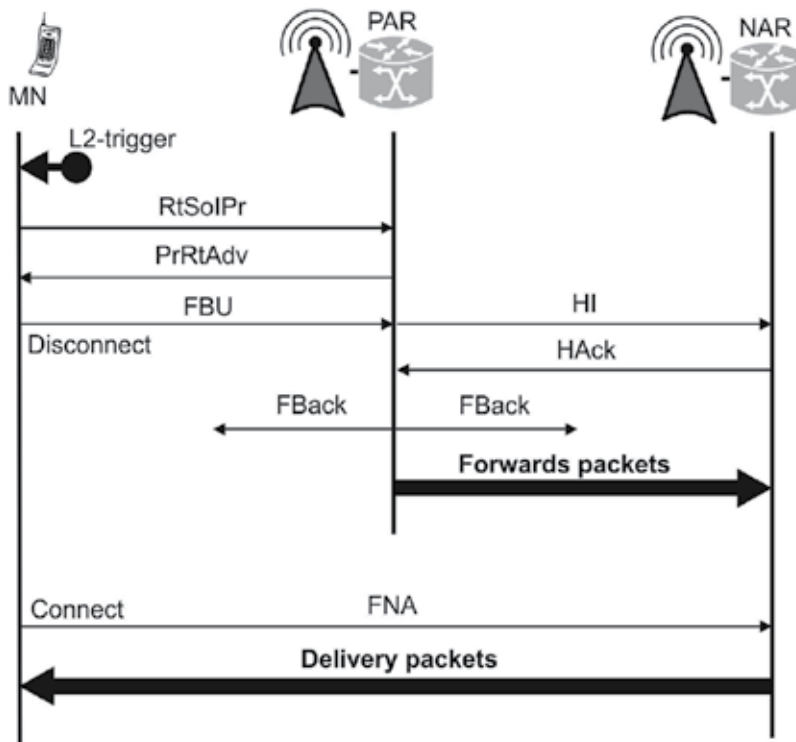 PAR
NAR
MN
L2-trigger
RtSolPr
PrRtAdv
FBU
HI
Disconnect
HAck
FBack
FBack
Forwards packets
Connect
FNA
Delivery packets